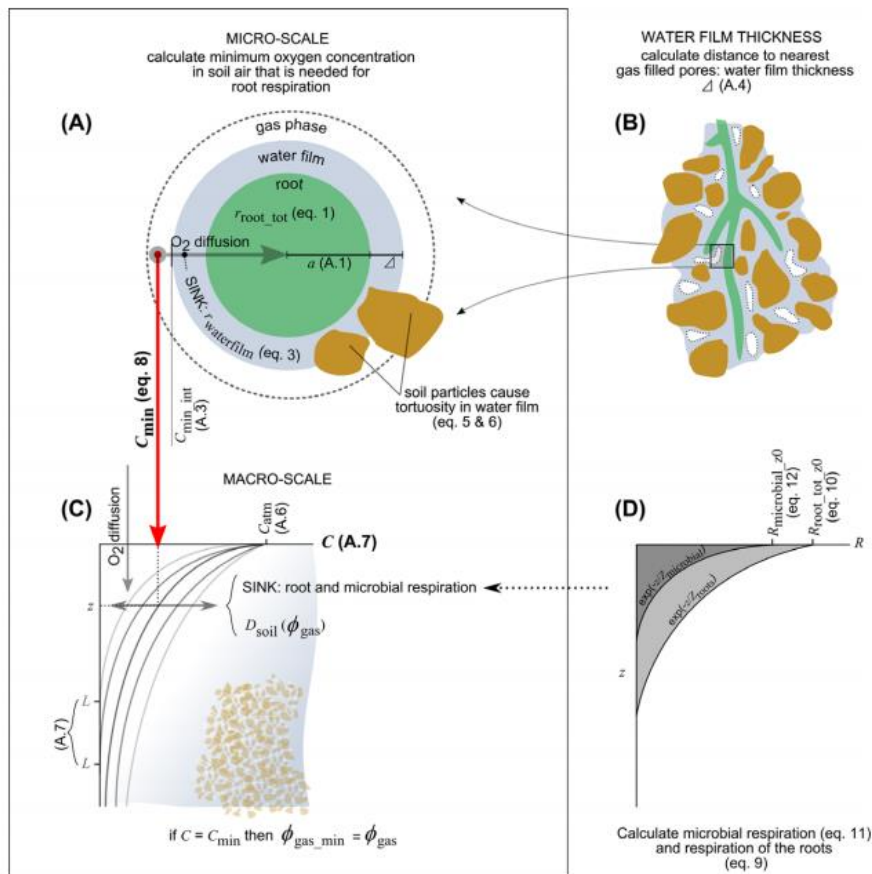 MICRO-SCALE
calculate minimum oxygen concentration
in soil air that is needed for
root respiration
(A)
gas phase
water film
root
r_root_tot (eq. 1)
O₂ diffusion
a (A.1)
⊿
SINK: r_waterfilm (eq. 3)
soil particles cause
tortuosity in water film
(eq. 5 & 6)
C_min (eq. 8)
C_min_int
(A.3)
WATER FILM THICKNESS
calculate distance to nearest
gas filled pores: water film thickness
⊿ (A.4)
(B)
MACRO-SCALE
(C)
O₂ diffusion
C_atm
(A.6)
C (A.7)
z
SINK: root and microbial respiration
D_soil (ϕ_gas)
L
(A.7)
L
if C = C_min then ϕ_gas_min = ϕ_gas
(D)
R_microbial_z0
(eq. 12)
R_root_tot_z0
(eq. 10)
R
exp(-z/Z_microbial)
exp(-z/Z_roots)
z
Calculate microbial respiration (eq. 11)
and respiration of the roots
(eq. 9)